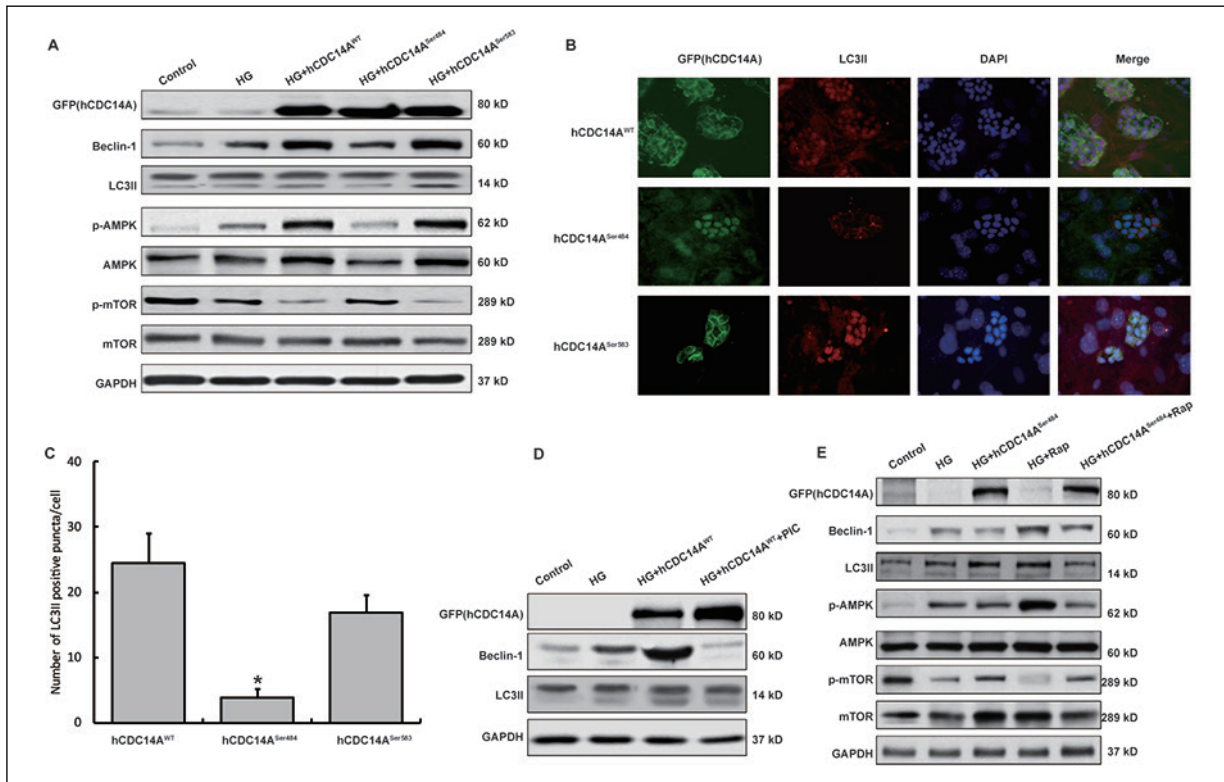 A
Control HG HG+hCDC14A^WT HG+hCDC14A^Ser484 HG+hCDC14A^Ser583
GFP(hCDC14A) 80 kD
Beclin-1 60 kD
LC3II 14 kD
p-AMPK 62 kD
AMPK 60 kD
p-mTOR 289 kD
mTOR 289 kD
GAPDH 37 kD
B
GFP(hCDC14A) LC3II DAPI Merge
hCDC14A^WT
hCDC14A^Ser484
hCDC14A^Ser583
C
Number of LC3II positive puncta/cell
40
30
20
10
0
*
hCDC14A^WT hCDC14A^Ser484 hCDC14A^Ser583
D
Control HG HG+hCDC14A^WT HG+hCDC14A^WT+PIC
GFP(hCDC14A) 80 kD
Beclin-1 60 kD
LC3II 14 kD
GAPDH 37 kD
E
Control HG HG+hCDC14A^Ser484 HG+Rap HG+hCDC14A^Ser484+Rap
GFP(hCDC14A) 80 kD
Beclin-1 60 kD
LC3II 14 kD
p-AMPK 62 kD
AMPK 60 kD
p-mTOR 289 kD
mTOR 289 kD
GAPDH 37 kD